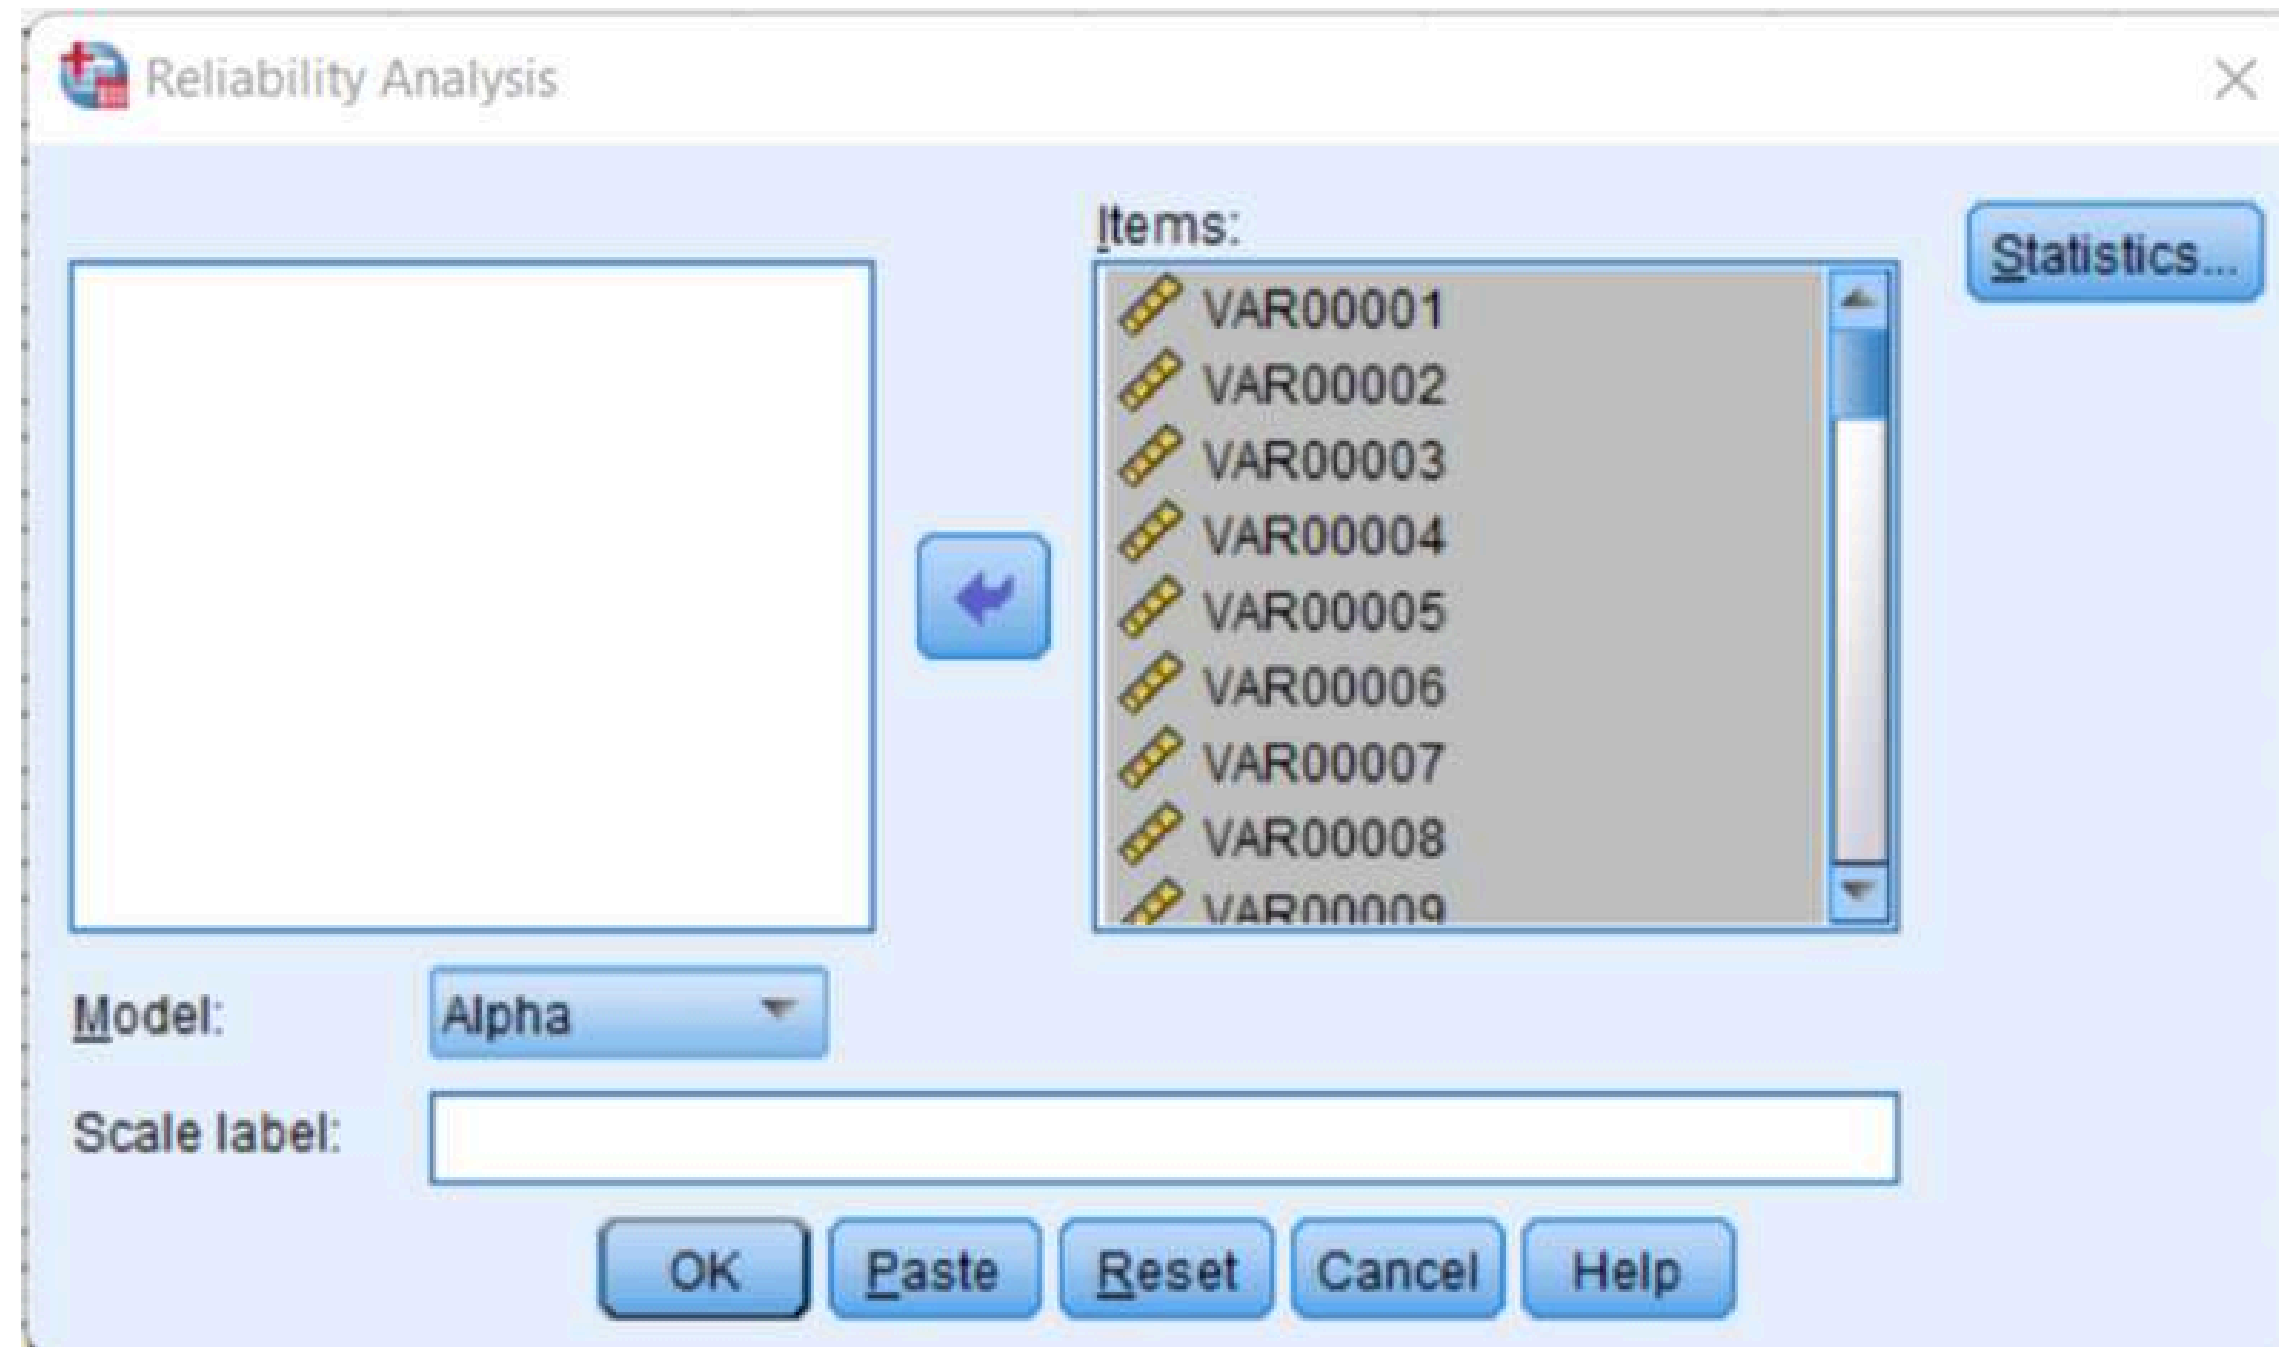 Reliability Analysis
Items:
Statistics...
VAR00001
VAR00002
VAR00003
VAR00004
VAR00005
VAR00006
VAR00007
VAR00008
VAR00009
Model:
Alpha
Scale label:
OK
Paste
Reset
Cancel
Help